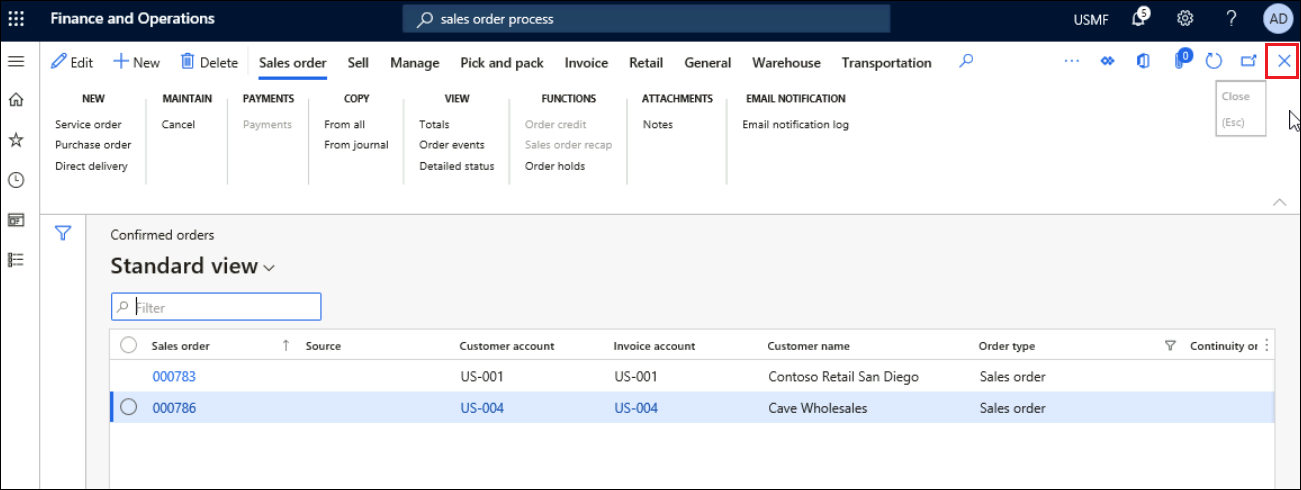 Finance and Operations
sales order process
USMF
5
?
AD
Edit
New
Delete
Sales order
Sell
Manage
Pick and pack
Invoice
Retail
General
Warehouse
Transportation
...
0
NEW
MAINTAIN
PAYMENTS
COPY
VIEW
FUNCTIONS
ATTACHMENTS
EMAIL NOTIFICATION
Close
(Esc)
Service order
Cancel
Payments
From all
Totals
Order credit
Notes
Email notification log
Purchase order
From journal
Order events
Sales order recap
Direct delivery
Detailed status
Order holds
Confirmed orders
Standard view
Filter
Sales order ↑ Source Customer account Invoice account Customer name Order type Continuity or
000783 US-001 US-001 Contoso Retail San Diego Sales order
000786 US-004 US-004 Cave Wholesales Sales order